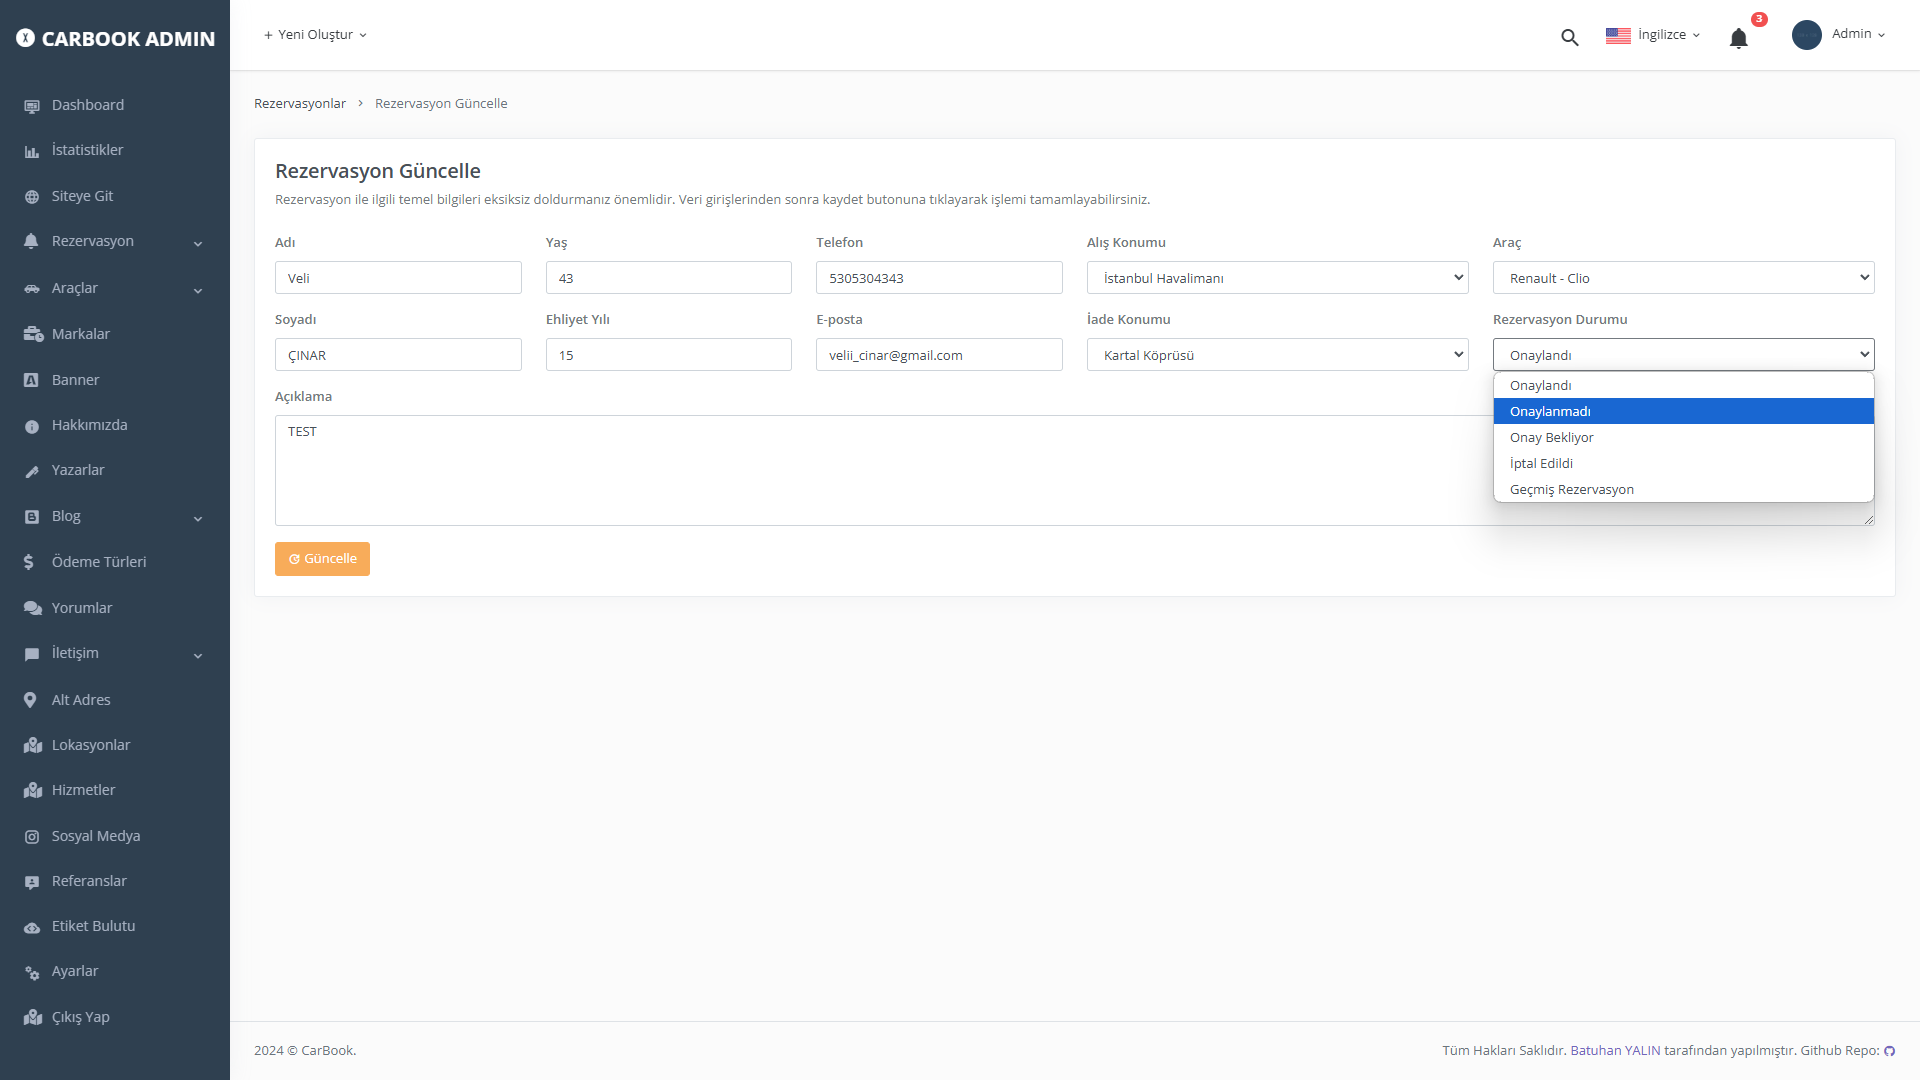 CARBOOK ADMIN
Dashboard
İstatistikler
Siteye Git
Rezervasyon
Araçlar
Markalar
Banner
Hakkımızda
Yazarlar
Blog
Ödeme Türleri
Yorumlar
İletişim
Alt Adres
Lokasyonlar
Hizmetler
Sosyal Medya
Referanslar
Etiket Bulutu
Ayarlar
Çıkış Yap
+ Yeni Oluştur
İngilizce
3
Admin
Rezervasyonlar > Rezervasyon Güncelle
Rezervasyon Güncelle
Rezervasyon ile ilgili temel bilgileri eksiksiz doldurmanız önemlidir. Veri girişlerinden sonra kaydet butonuna tıklayarak işlemi tamamlayabilirsiniz.
Adı Yaş Telefon Alış Konumu Araç
Veli 43 5305304343 İstanbul Havalimanı Renault - Clio
Soyadı Ehliyet Yılı E-posta İade Konumu Rezervasyon Durumu
ÇINAR 15 velii_cinar@gmail.com Kartal Köprüsü Onaylandı
Onaylandı
Onaylanmadı
Onay Bekliyor
İptal Edildi
Geçmiş Rezervasyon
Açıklama
TEST
Güncelle
2024 © CarBook.
Tüm Hakları Saklıdır. Batuhan YALIN tarafından yapılmıştır. Github Repo: